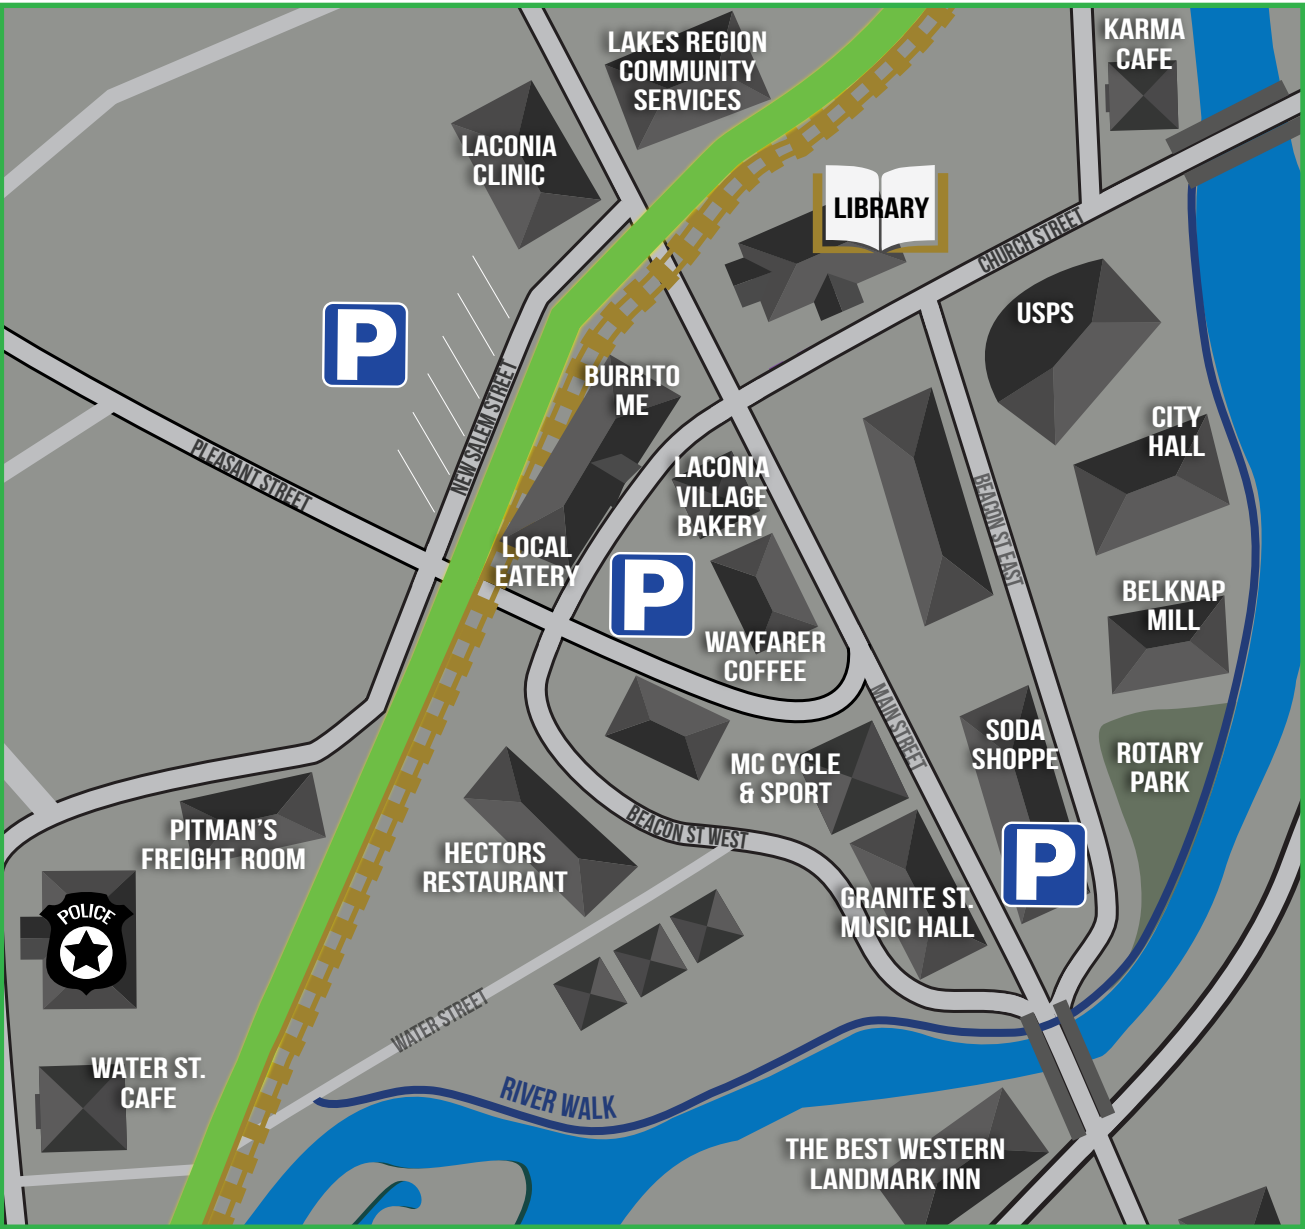 KARMA
CAFE
LAKES REGION
COMMUNITY
SERVICES
LACONIA
CLINIC
LIBRARY
CHURCH STREET
USPS
P
BURRITO
ME
NEW SALEM STREET
PLEASANT STREET
CITY
HALL
LACONIA
VILLAGE
BAKERY
BEACON ST EAST
LOCAL
EATERY
P
BELKNAP
MILL
WAYFARER
COFFEE
MAIN STREET
SODA
SHOPPE
ROTARY
PARK
MC CYCLE
& SPORT
BEACON ST WEST
PITMAN'S
FREIGHT ROOM
HECTORS
RESTAURANT
P
GRANITE ST.
MUSIC HALL
POLICE
WATER STREET
WATER ST.
CAFE
RIVER WALK
THE BEST WESTERN
LANDMARK INN